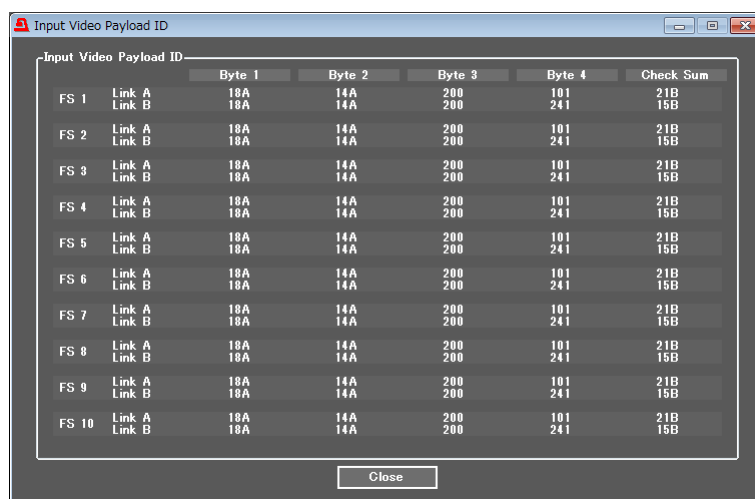 Input Video Payload ID
Input Video Payload ID
Byte 1 Byte 2 Byte 3 Byte 4 Check Sum
FS 1 Link A 18A 14A 200 101 21B
Link B 18A 14A 200 241 15B
FS 2 Link A 18A 14A 200 101 21B
Link B 18A 14A 200 241 15B
FS 3 Link A 18A 14A 200 101 21B
Link B 18A 14A 200 241 15B
FS 4 Link A 18A 14A 200 101 21B
Link B 18A 14A 200 241 15B
FS 5 Link A 18A 14A 200 101 21B
Link B 18A 14A 200 241 15B
FS 6 Link A 18A 14A 200 101 21B
Link B 18A 14A 200 241 15B
FS 7 Link A 18A 14A 200 101 21B
Link B 18A 14A 200 241 15B
FS 8 Link A 18A 14A 200 101 21B
Link B 18A 14A 200 241 15B
FS 9 Link A 18A 14A 200 101 21B
Link B 18A 14A 200 241 15B
FS 10 Link A 18A 14A 200 101 21B
Link B 18A 14A 200 241 15B
Close